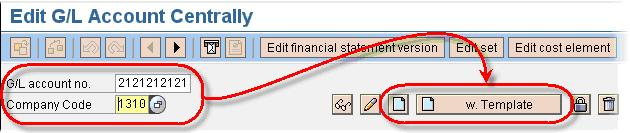 Edit G/L Account Centrally
Edit financial statement version Edit set Edit cost element
G/L account no. 2121212121
Company Code 1310 w. Template